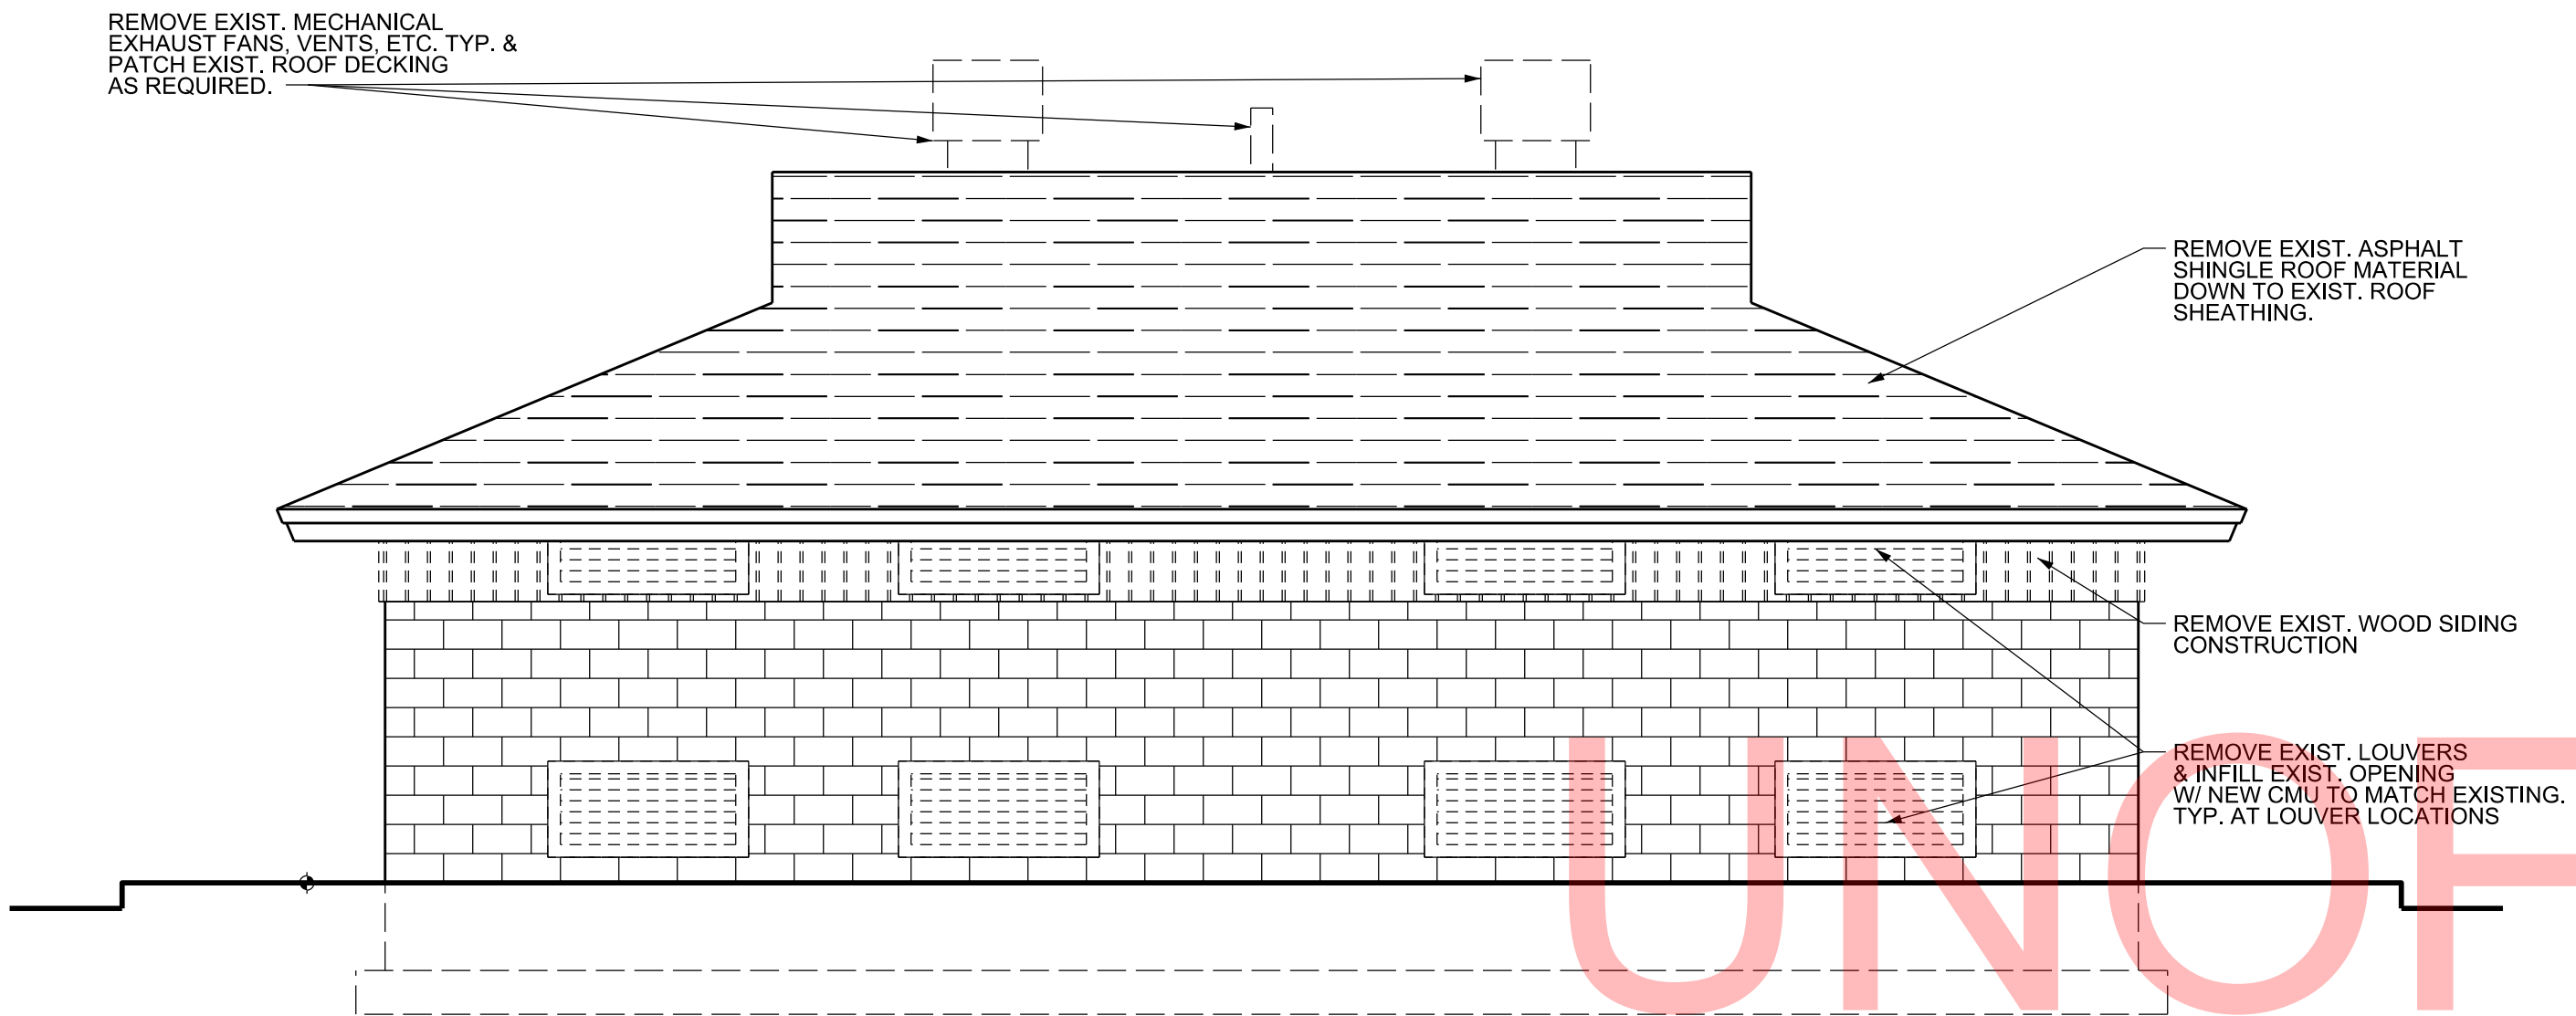 REMOVE EXIST. MECHANICAL
EXHAUST FANS, VENTS, ETC. TYP. &
PATCH EXIST. ROOF DECKING
AS REQUIRED.
REMOVE EXIST. ASPHALT
SHINGLE ROOF MATERIAL
DOWN TO EXIST. ROOF
SHEATHING.
REMOVE EXIST. WOOD SIDING
CONSTRUCTION
REMOVE EXIST. LOUVERS
& INFILL EXIST. OPENING
W/ NEW CMU TO MATCH EXISTING.
TYP. AT LOUVER LOCATIONS
UNOF